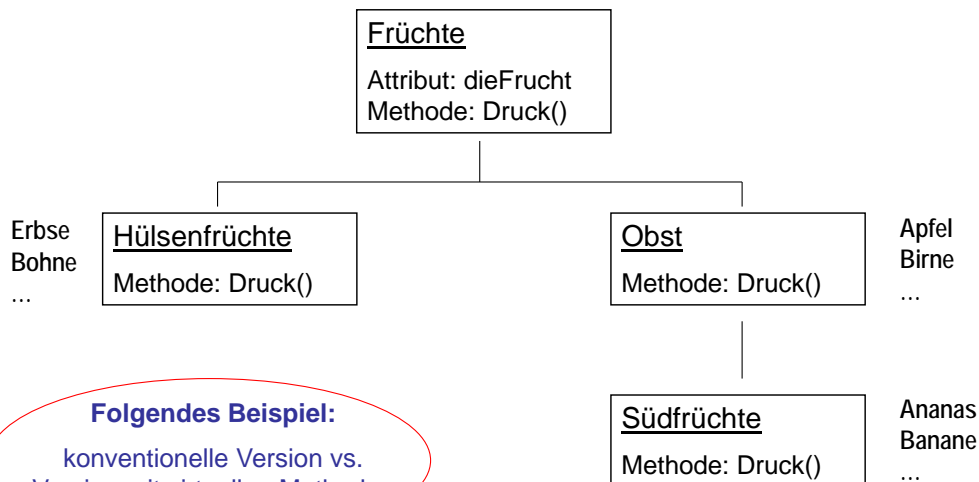 Früchte
Attribut: dieFrucht
Methode: Druck()
Erbse
Bohne
...
Hülsenfrüchte
Methode: Druck()
Obst
Methode: Druck()
Apfel
Birne
...
Folgendes Beispiel:
konventionelle Version vs.
Südfrüchte
Methode: Druck()
Ananas
Banane
...